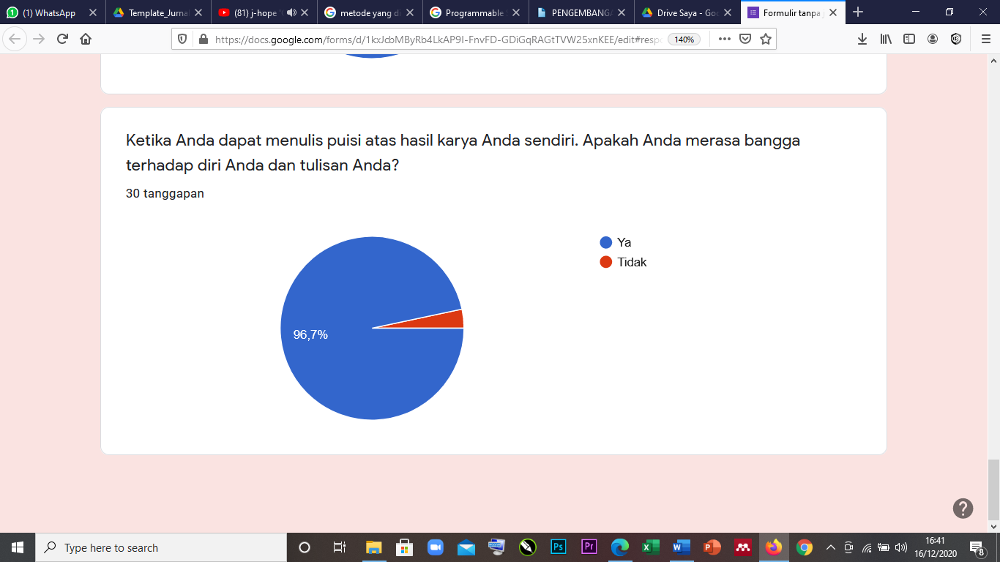 (1) WhatsApp
Template_Jurna
(81) j-hope '
metode yang di
Programmable
PENGEMBANGA
Drive Saya - Goo
Formulir tanpa j
https://docs.google.com/forms/d/1kxJcbMByRb4LkAP9I-FnvFD-GDiGqRAGtTVW25xnKEE/edit#respo
140%
Ketika Anda dapat menulis puisi atas hasil karya Anda sendiri. Apakah Anda merasa bangga
terhadap diri Anda dan tulisan Anda?
30 tanggapan
Ya
Tidak
96,7%
Type here to search
16:41
16/12/2020
8